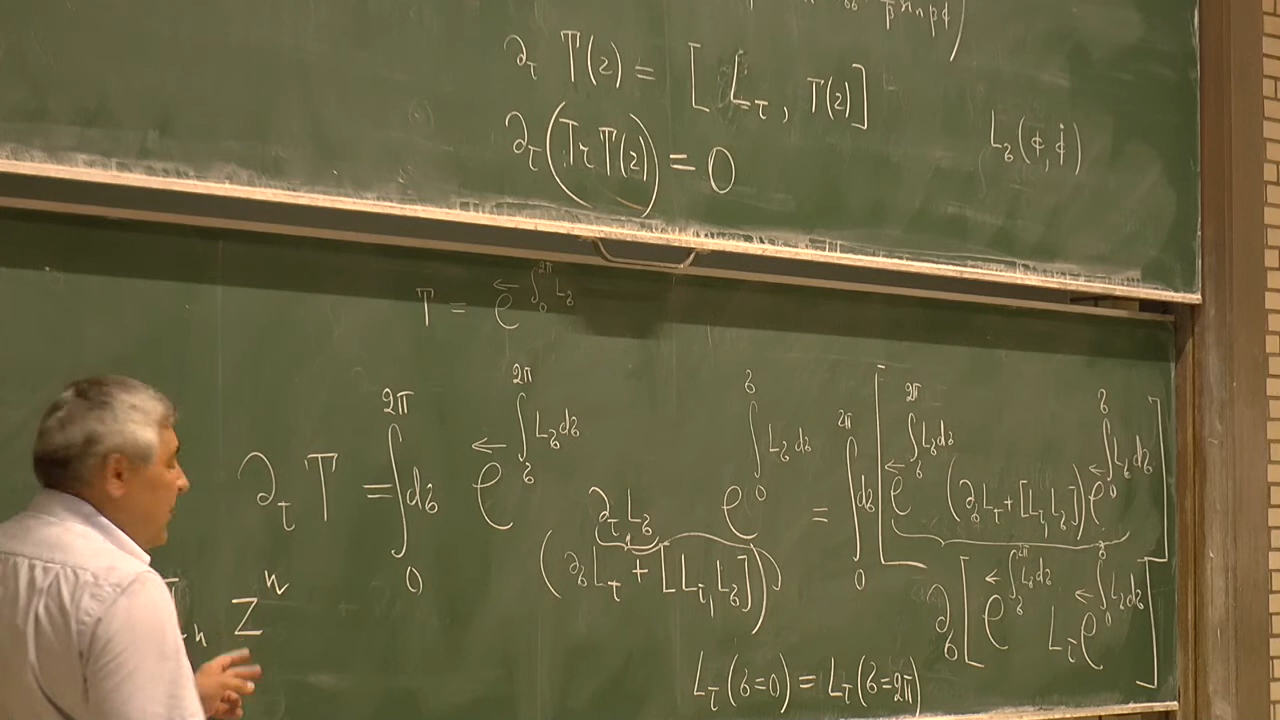 ∂_τ T(z) = [L_τ, T(z)]
∂_τ (Tr T(z)) = 0
L_σ(ϕ, ϕ̇)
T = e^{∫_0^{2π} L_σ}
∂_τ T = ∫_0^{2π} dσ e^{∫_σ^{2π} L_σ dσ} ∂_τ L_σ e^{∫_0^σ L_σ dσ} = ∫_0^{2π} dσ [ e^{∫_σ^{2π} L_σ dσ} (∂_σ L_τ + [L_τ, L_σ]) e^{∫_0^σ L_σ dσ} ]
(∂_σ L_τ + [L_τ, L_σ])
∂_σ [ e^{∫_σ^{2π} L_σ dσ} L_τ e^{∫_0^σ L_σ dσ} ]
z^n
L_τ(σ=0) = L_τ(σ=2π)